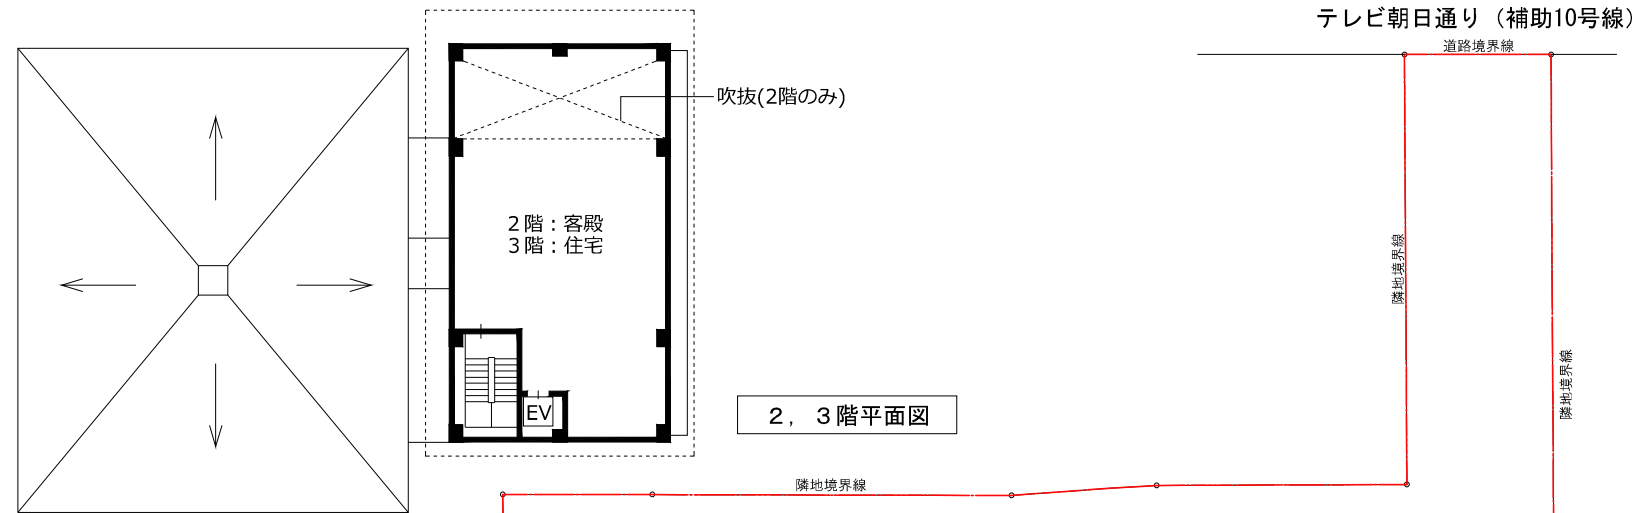 テレビ朝日通り（補助10号線）
道路境界線
吹抜(2階のみ)
２階：客殿
３階：住宅
隣地境界線
隣地境界線
EV
２，３階平面図
隣地境界線